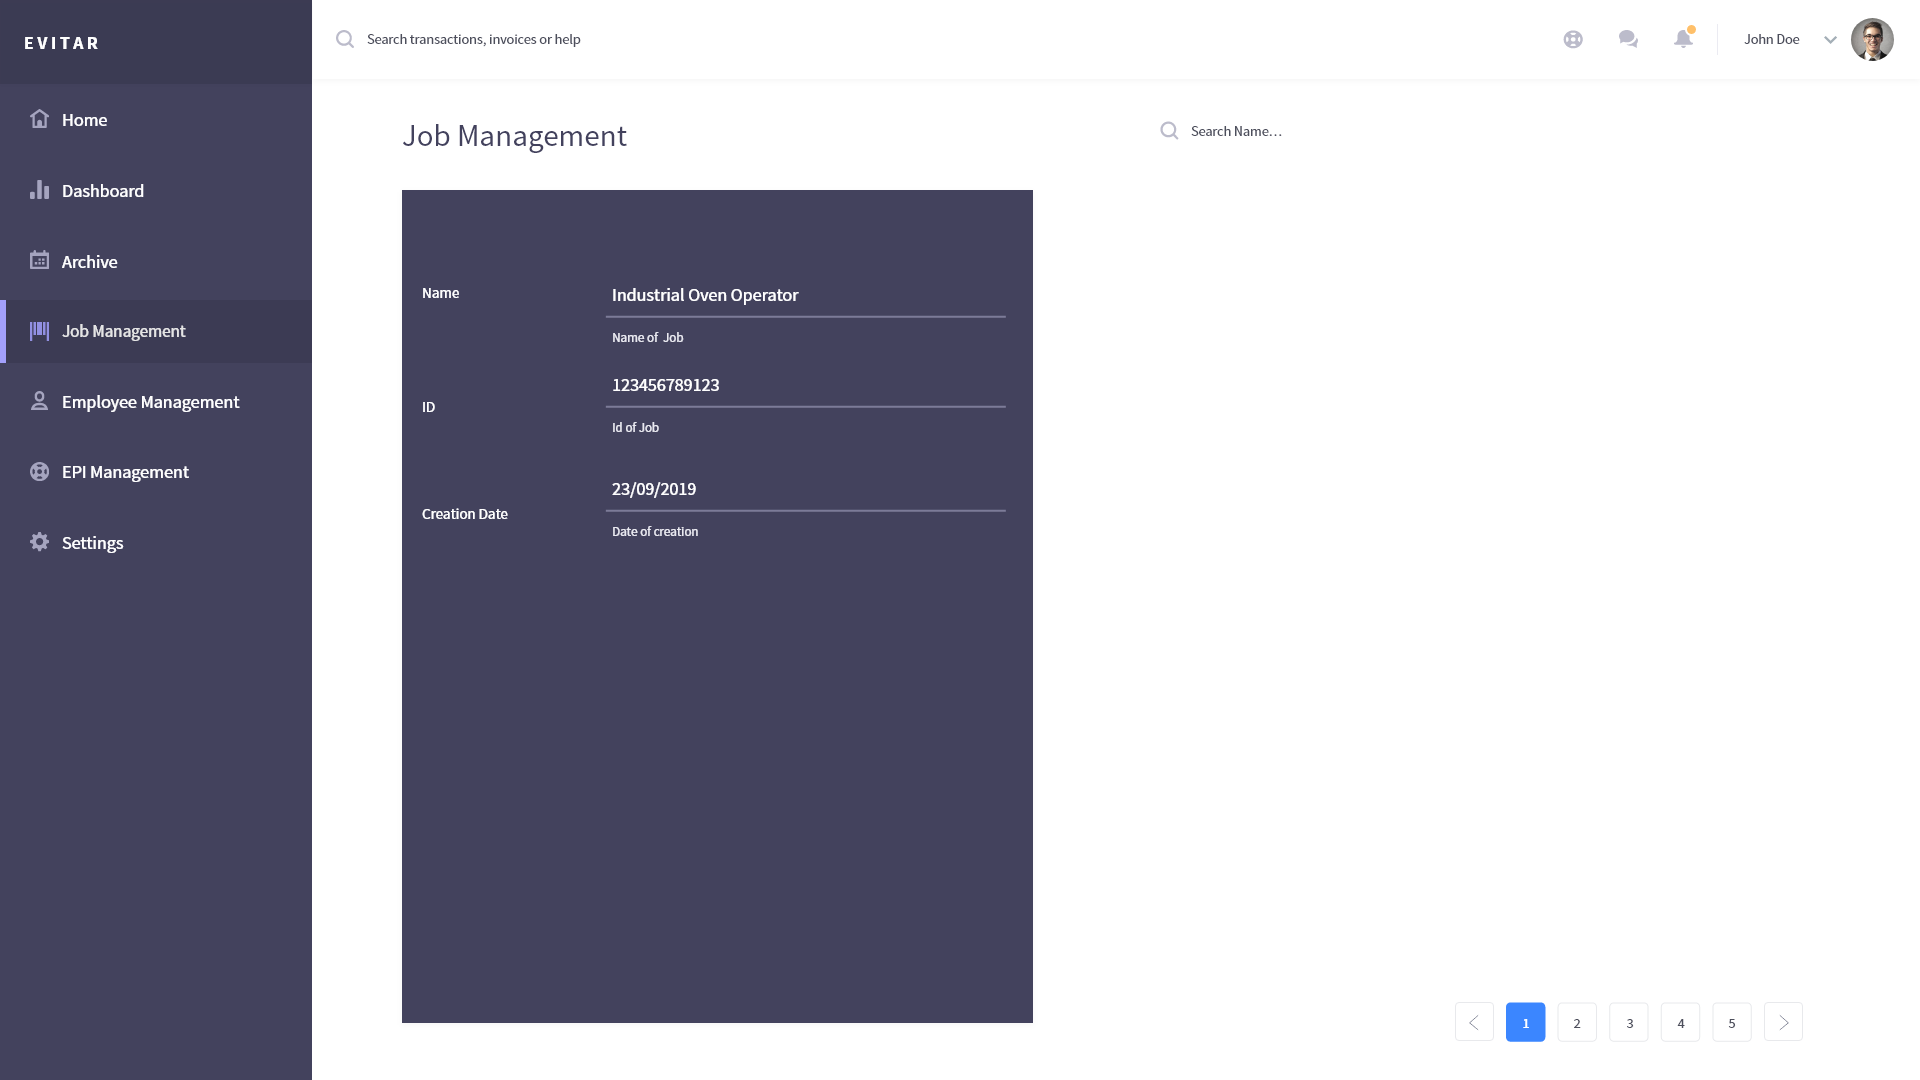 EVITAR
Search transactions, invoices or help
John Doe
Home
Dashboard
Archive
Job Management
Employee Management
EPI Management
Settings
Job Management
Search Name...
Name
Industrial Oven Operator
Name of Job
ID
123456789123
Id of Job
Creation Date
23/09/2019
Date of creation
1 2 3 4 5